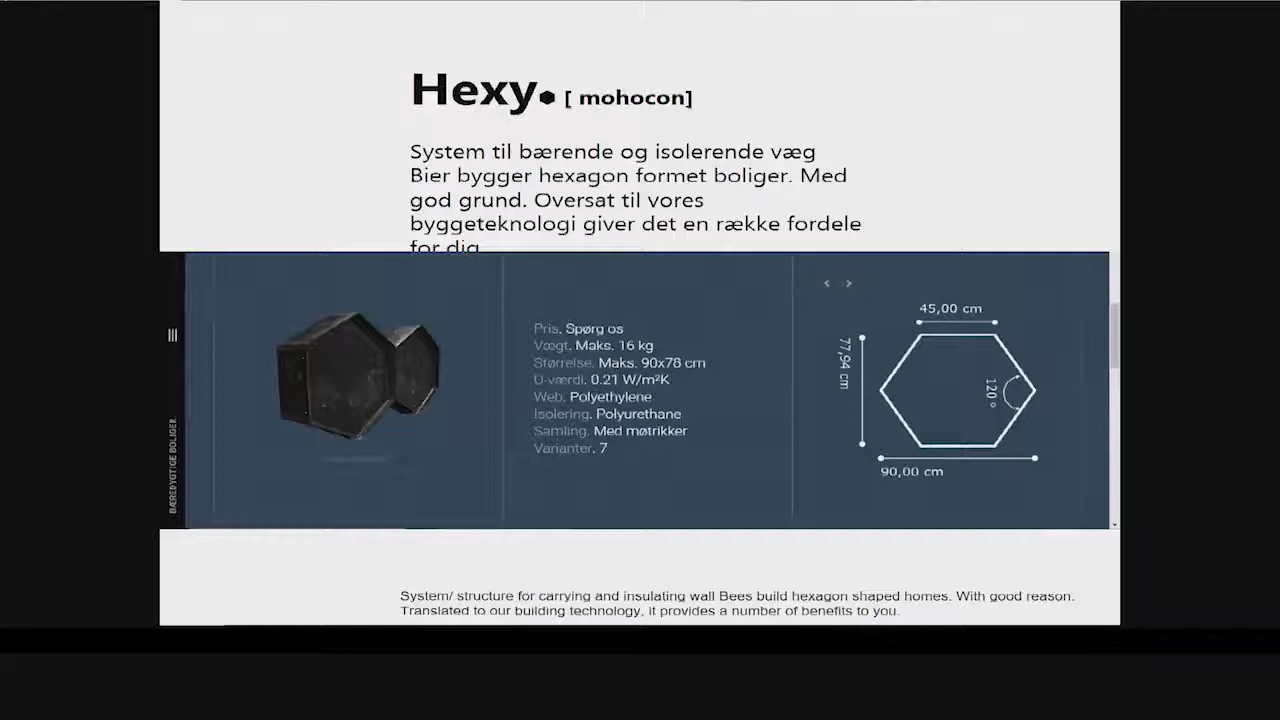 Hexy. [ mohocon]
System til bærende og isolerende væg
Bier bygger hexagon formet boliger. Med
god grund. Oversat til vores
byggeteknologi giver det en række fordele
for dig
BÆREDYGTIGE BOLIGER
Pris. Spørg os
Vægt. Maks. 16 kg
Størrelse. Maks. 90x78 cm
U-værdi. 0.21 W/m²K
Web. Polyethylene
Isolering. Polyurethane
Samling. Med møtrikker
Varianter. 7
45,00 cm
77,94 cm
120°
90,00 cm
System/ structure for carrying and insulating wall Bees build hexagon shaped homes. With good reason.
Translated to our building technology, it provides a number of benefits to you.